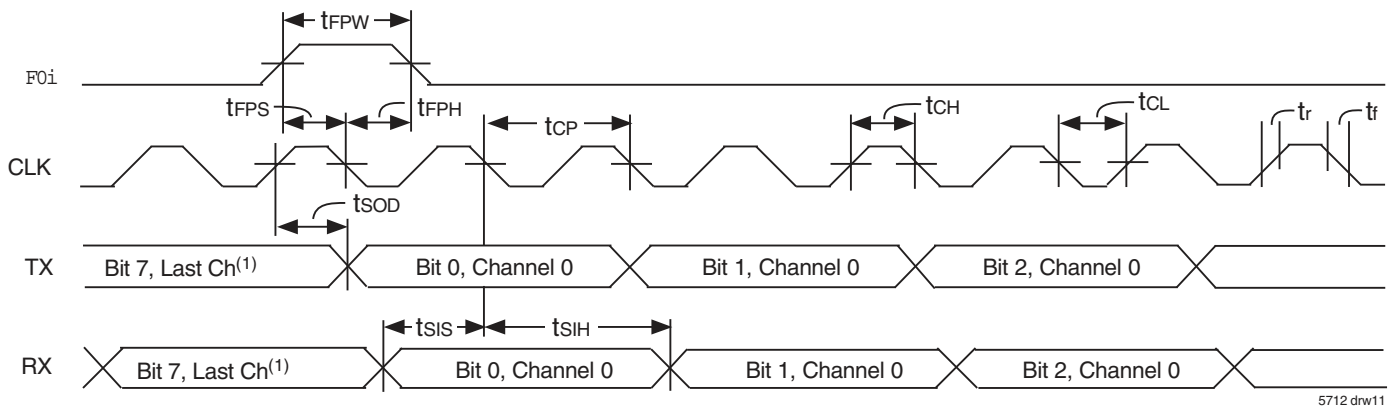 tFPW
F0i
tFPS
tFPH
tCP
tCH
tCL
tr
tf
CLK
tSOD
TX
Bit 7, Last Ch(1)
Bit 0, Channel 0
Bit 1, Channel 0
Bit 2, Channel 0
tSIS
tSIH
RX
Bit 7, Last Ch(1)
Bit 0, Channel 0
Bit 1, Channel 0
Bit 2, Channel 0
5712 drw11